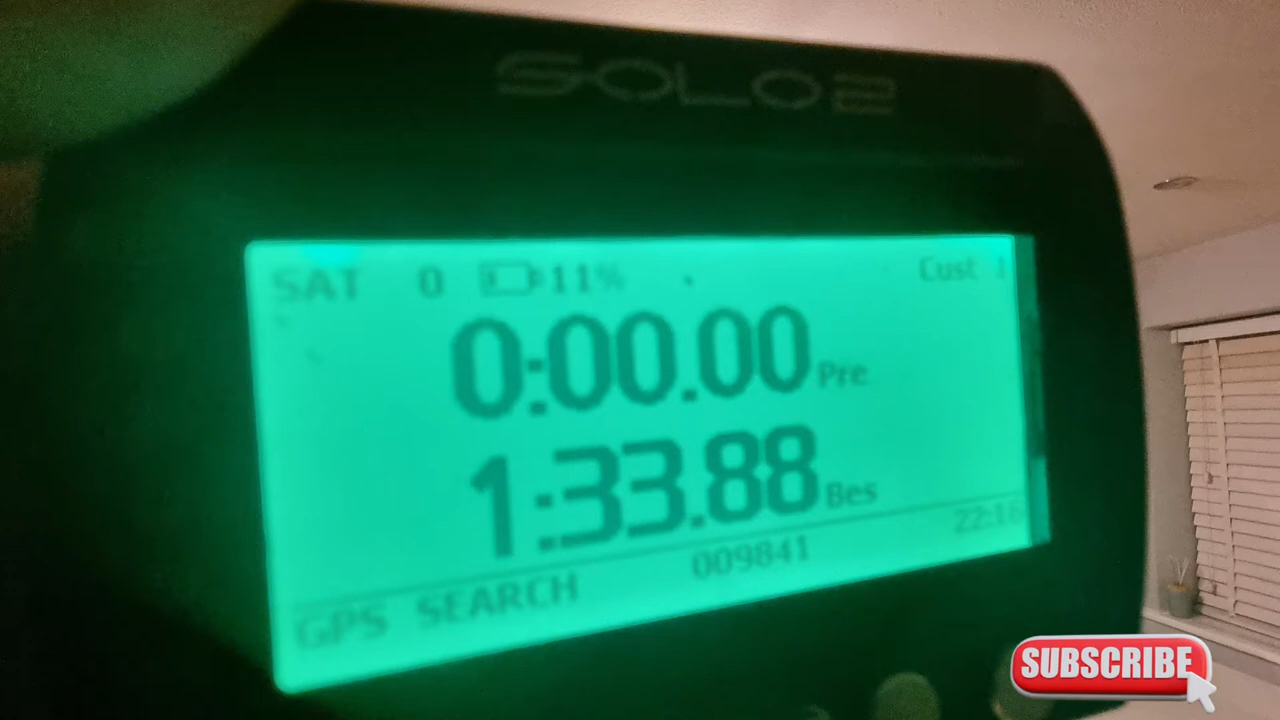 SOLO2
SAT 0 11% Cust 1
0:00.00 Pre
1:33.88 Bes
GPS SEARCH 009841 22:16
SUBSCRIBE